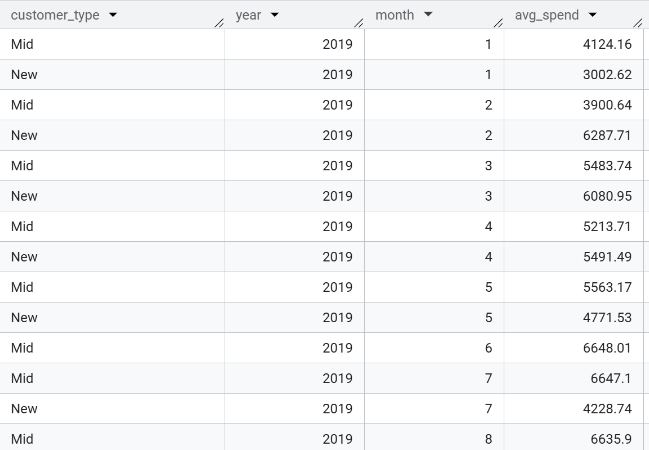 customer_type year month avg_spend
Mid 2019 1 4124.16
New 2019 1 3002.62
Mid 2019 2 3900.64
New 2019 2 6287.71
Mid 2019 3 5483.74
New 2019 3 6080.95
Mid 2019 4 5213.71
New 2019 4 5491.49
Mid 2019 5 5563.17
New 2019 5 4771.53
Mid 2019 6 6648.01
Mid 2019 7 6647.1
New 2019 7 4228.74
Mid 2019 8 6635.9